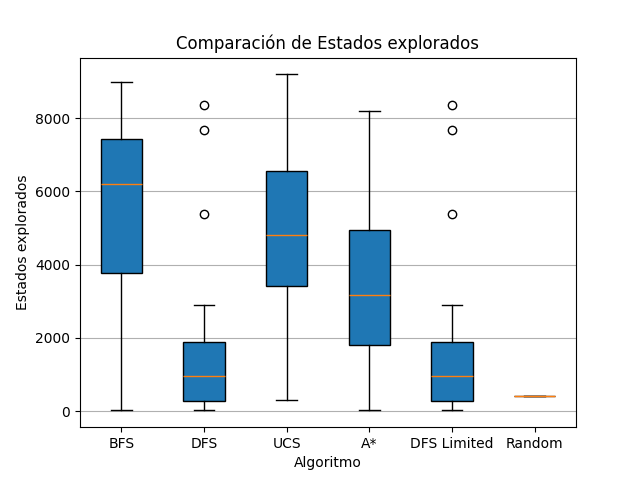 Comparación de Estados explorados
Estados explorados
8000
6000
4000
2000
0
BFS DFS UCS A* DFS Limited Random
Algoritmo